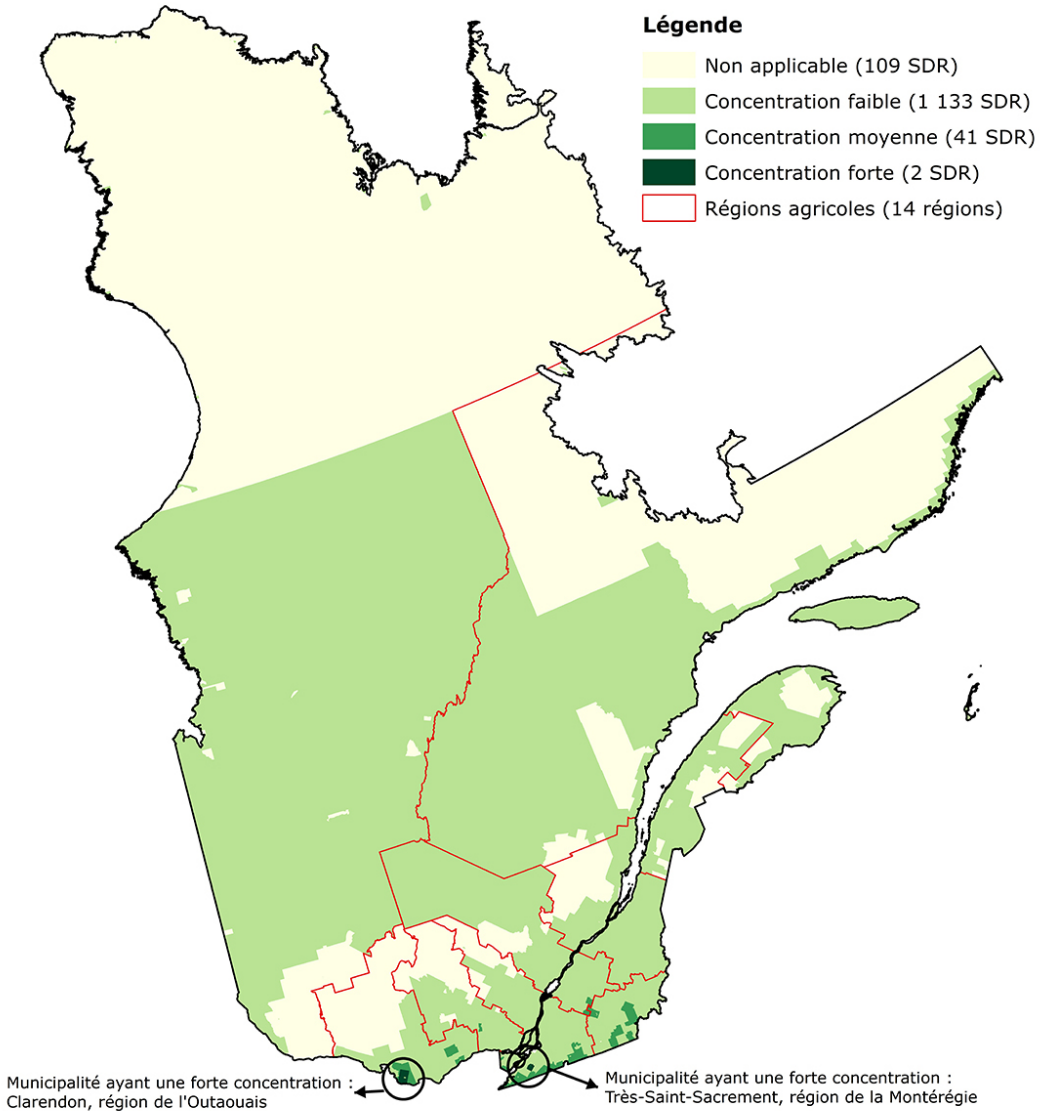 Légende
Non applicable (109 SDR)
Concentration faible (1 133 SDR)
Concentration moyenne (41 SDR)
Concentration forte (2 SDR)
Régions agricoles (14 régions)
Municipalité ayant une forte concentration :
Clarendon, région de l'Outaouais
Municipalité ayant une forte concentration :
Très-Saint-Sacrement, région de la Montérégie